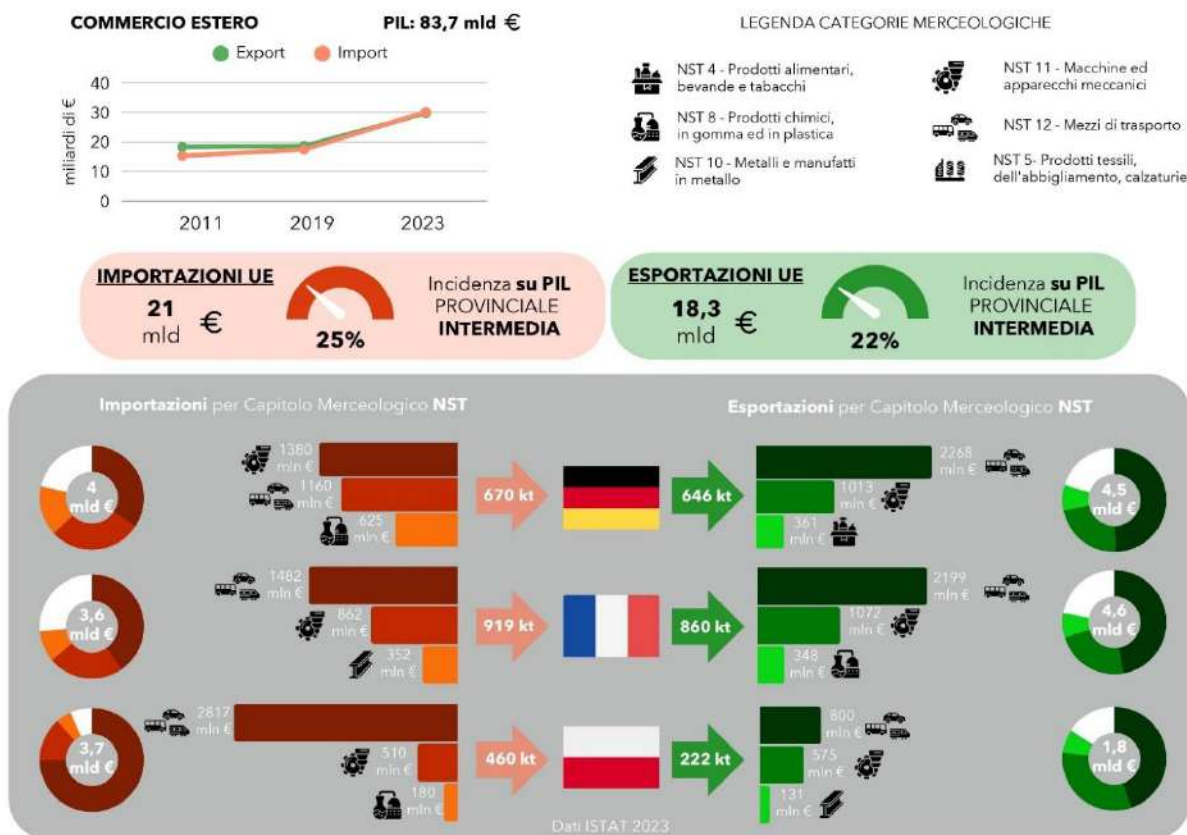 COMMERCIO ESTERO
PIL: 83,7 mld €
Export
Import
miliardi di €
40
30
20
10
0
2011
2019
2023
LEGENDA CATEGORIE MERCEOLOGICHE
NST 4 - Prodotti alimentari,
bevande e tabacchi
NST 8 - Prodotti chimici,
in gomma ed in plastica
NST 10 - Metalli e manufatti
in metallo
NST 11 - Macchine ed
apparecchi meccanici
NST 12 - Mezzi di trasporto
NST 5- Prodotti tessili,
dell'abbigliamento, calzaturie
IMPORTAZIONI UE
21
mld
€
25%
Incidenza su PIL
PROVINCIALE
INTERMEDIA
ESPORTAZIONI UE
18,3
mld
€
22%
Incidenza su PIL
PROVINCIALE
INTERMEDIA
Importazioni per Capitolo Merceologico NST
Esportazioni per Capitolo Merceologico NST
4
mld €
1380
mln €
1160
mln €
625
mln €
670 kt
646 kt
2268
mln €
1013
mln €
361
mln €
4,5
mld €
3,6
mld €
1482
mln €
862
mln €
352
mln €
919 kt
860 kt
2199
mln €
1072
mln €
348
mln €
4,6
mld €
3,7
mld €
2817
mln €
510
mln €
180
mln €
460 kt
222 kt
800
mln €
575
mln €
131
mln €
1,8
mld €
Dati ISTAT 2023